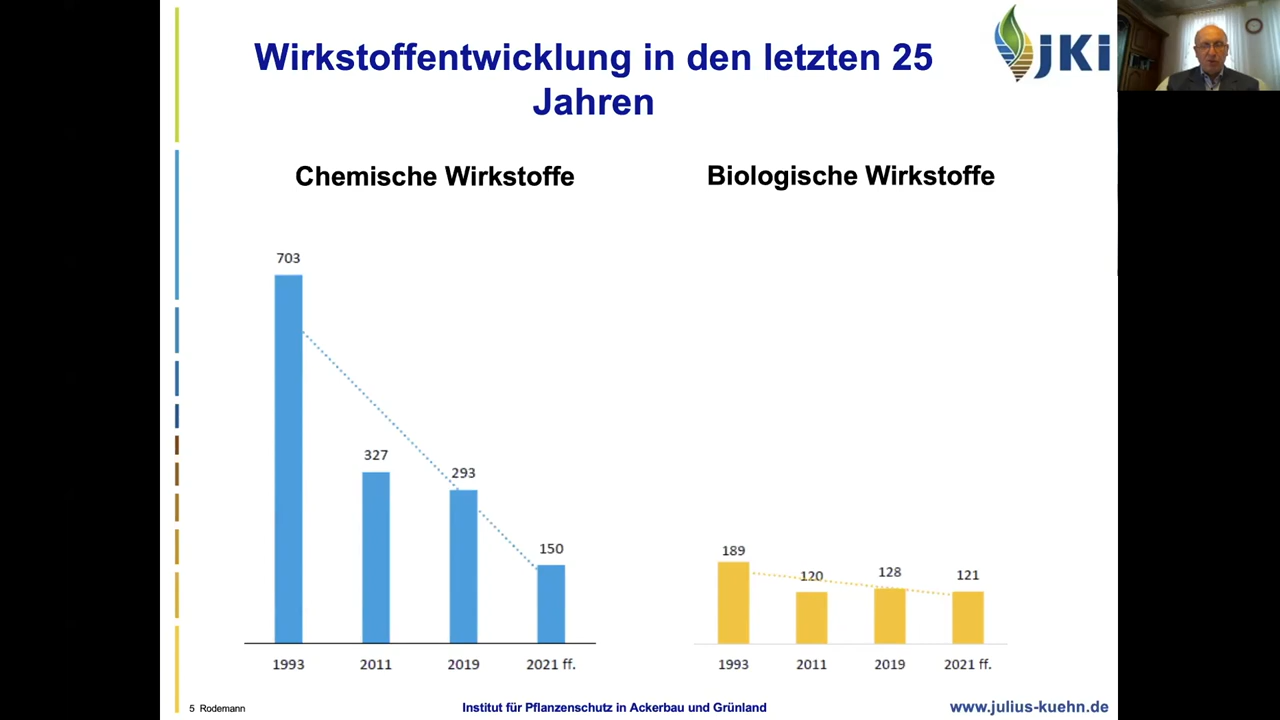 Wirkstoffentwicklung in den letzten 25
Jahren
JKi
Chemische Wirkstoffe
Biologische Wirkstoffe
703
327
293
150
1993
2011
2019
2021 ff.
189
120
128
121
1993
2011
2019
2021 ff.
5 Rodemann
Institut für Pflanzenschutz in Ackerbau und Grünland
www.julius-kuehn.de